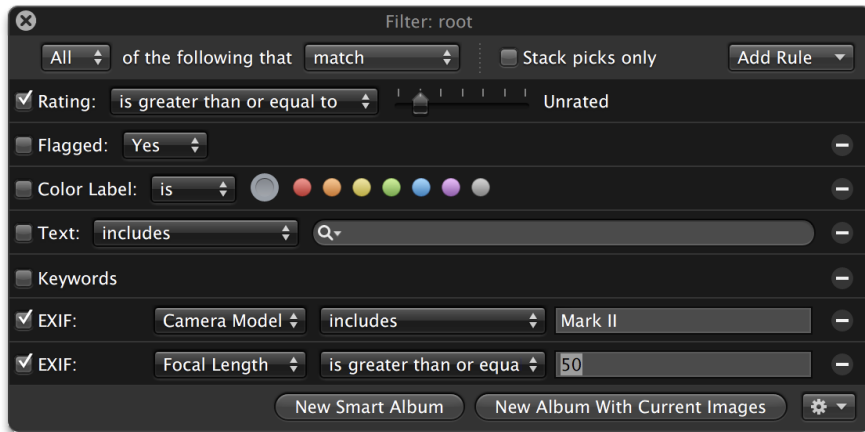 Filter: root
All of the following that match Stack picks only Add Rule
Rating: is greater than or equal to Unrated
Flagged: Yes
Color Label: is
Text: includes
Keywords
EXIF: Camera Model includes Mark II
EXIF: Focal Length is greater than or equa 50
New Smart Album New Album With Current Images